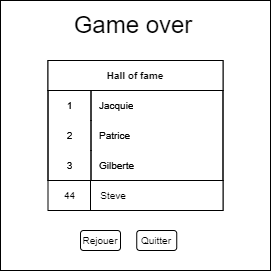 Game over
Hall of fame
1 Jacquie
2 Patrice
3 Gilberte
44 Steve
Rejouer Quitter